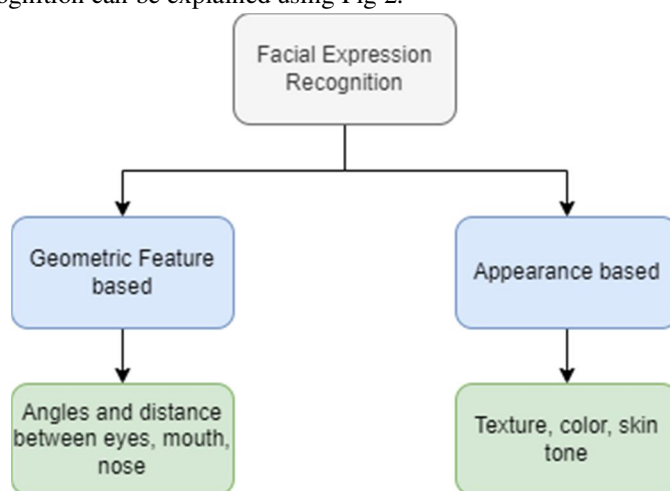 ognition can be explained using Fig 2.
Facial Expression
Recognition
Geometric Feature
based
Appearance based
Angles and distance
between eyes, mouth,
nose
Texture, color, skin
tone